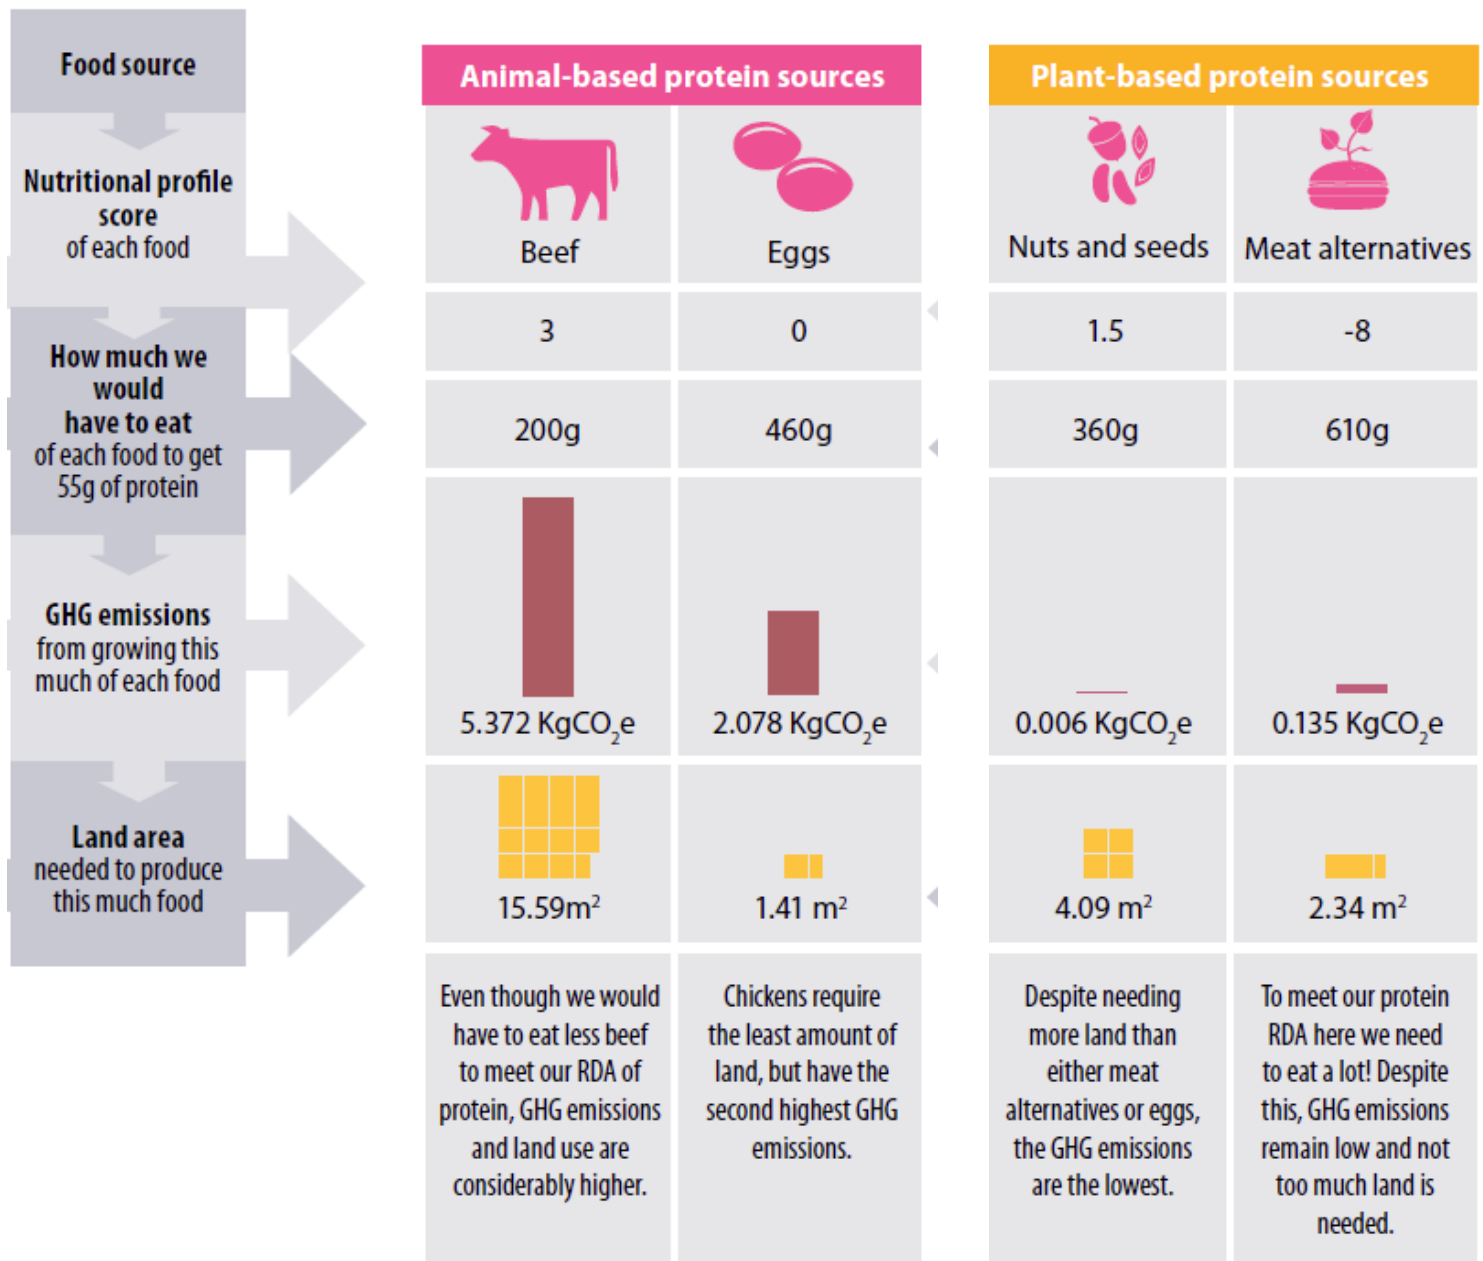 Food source
Nutritional profile
score
of each food
How much we
would
have to eat
of each food to get
55g of protein
GHG emissions
from growing this
much of each food
Land area
needed to produce
this much food
Animal-based protein sources
Plant-based protein sources
Beef
Eggs
Nuts and seeds
Meat alternatives
3
0
1.5
-8
200g
460g
360g
610g
5.372 KgCO₂e
2.078 KgCO₂e
0.006 KgCO₂e
0.135 KgCO₂e
15.59m²
1.41 m²
4.09 m²
2.34 m²
Even though we would
have to eat less beef
to meet our RDA of
protein, GHG emissions
and land use are
considerably higher.
Chickens require
the least amount of
land, but have the
second highest GHG
emissions.
Despite needing
more land than
either meat
alternatives or eggs,
the GHG emissions
are the lowest.
To meet our protein
RDA here we need
to eat a lot! Despite
this, GHG emissions
remain low and not
too much land is
needed.